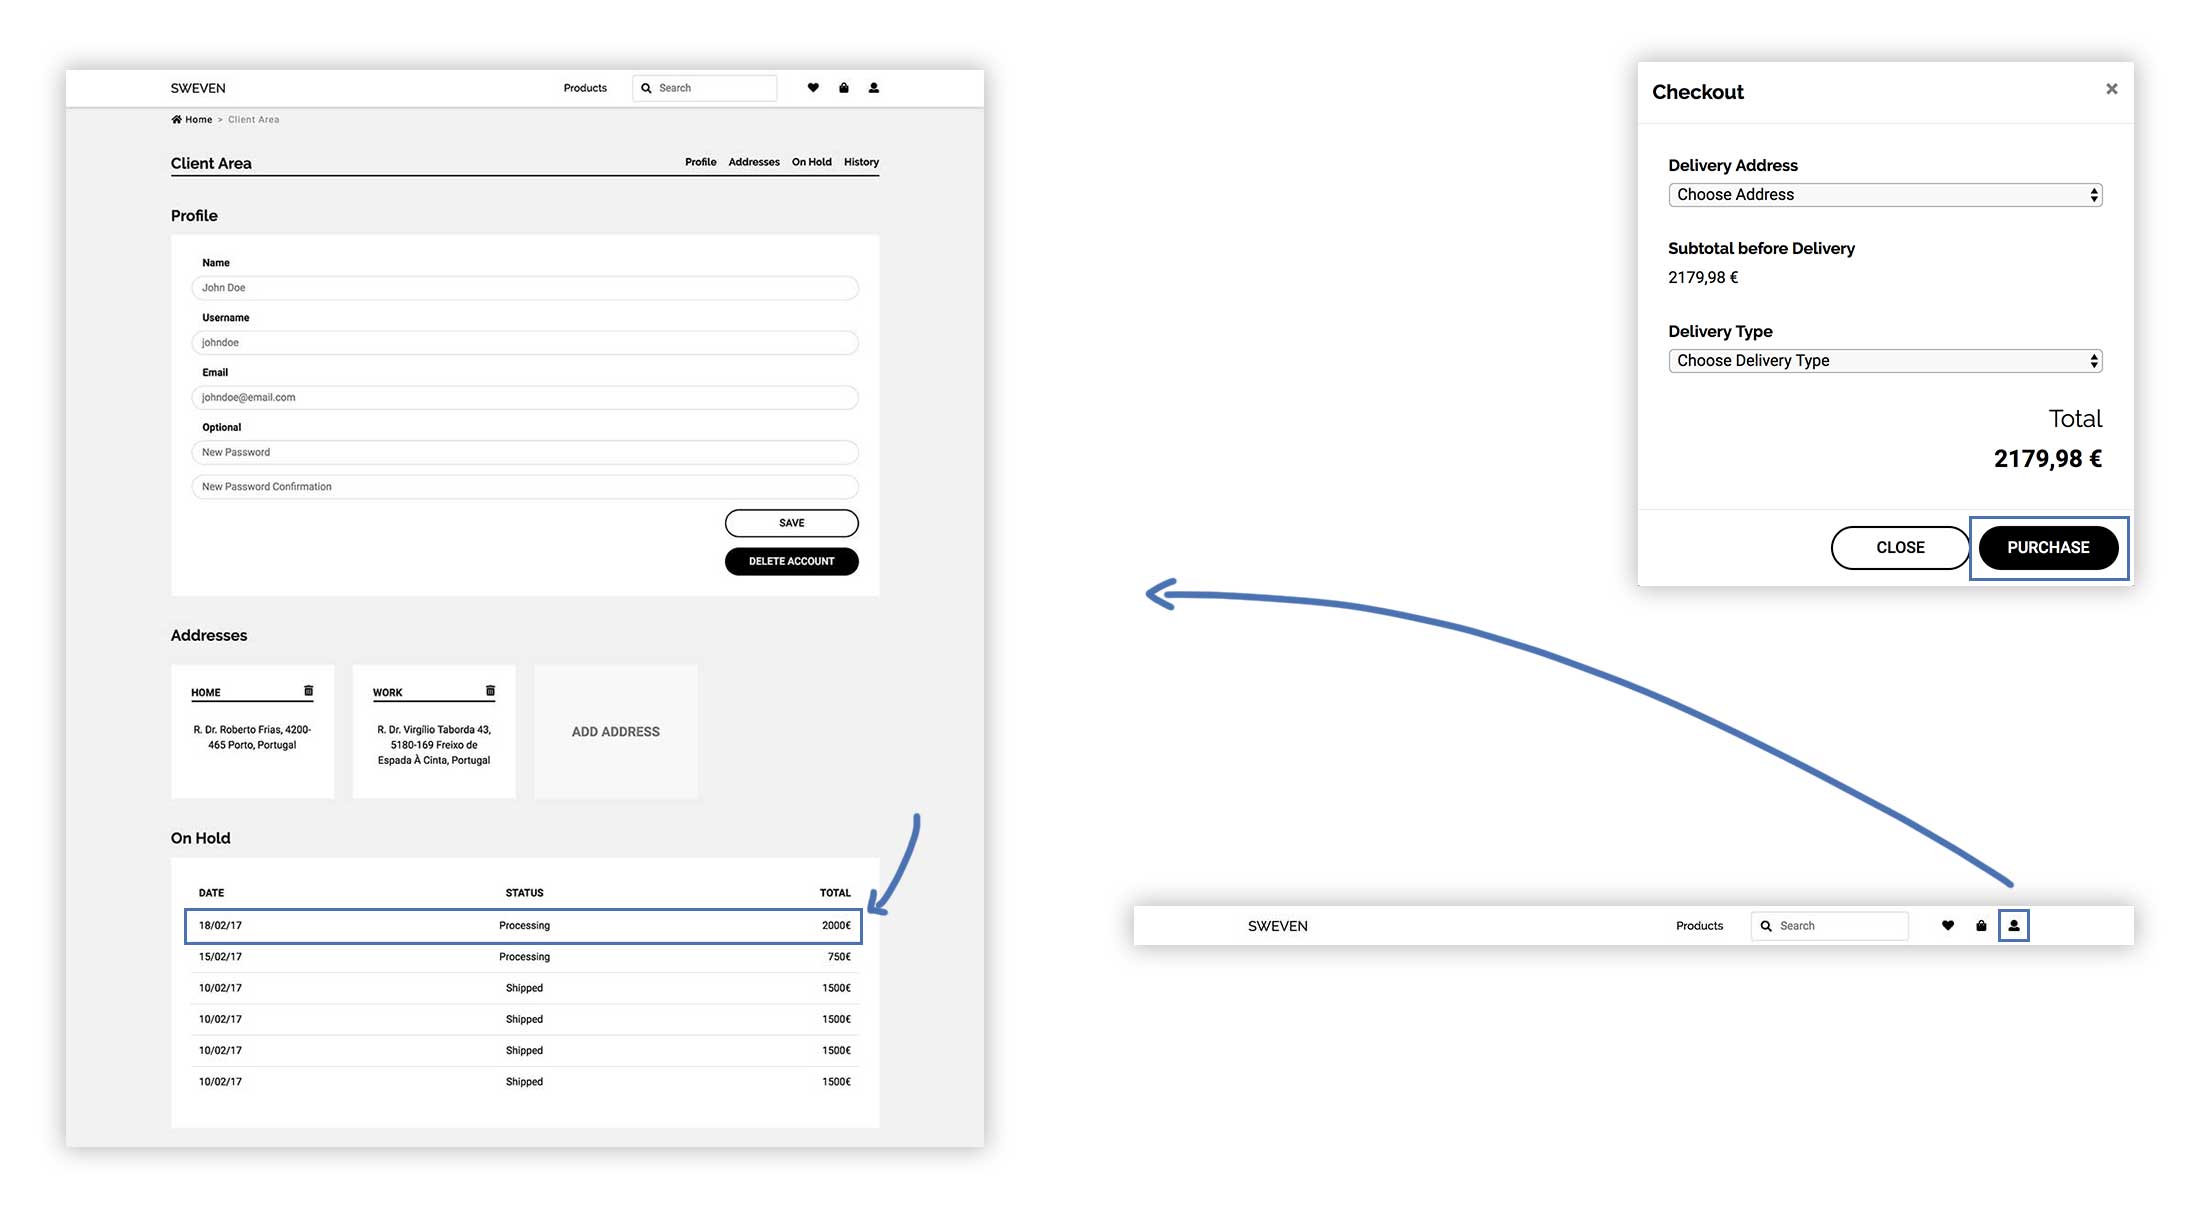 SWEVEN
Products
Search
Home > Client Area
Client Area
Profile Addresses On Hold History
Profile
Name
John Doe
Username
johndoe
Email
johndoe@email.com
Optional
New Password
New Password Confirmation
SAVE
DELETE ACCOUNT
Addresses
HOME
R. Dr. Roberto Frias, 4200-
465 Porto, Portugal
WORK
R. Dr. Virgílio Taborda 43,
5180-169 Freixo de
Espada À Cinta, Portugal
ADD ADDRESS
On Hold
DATE STATUS TOTAL
18/02/17 Processing 2000€
15/02/17 Processing 750€
10/02/17 Shipped 1500€
10/02/17 Shipped 1500€
10/02/17 Shipped 1500€
10/02/17 Shipped 1500€
Checkout
×
Delivery Address
Choose Address
Subtotal before Delivery
2179,98 €
Delivery Type
Choose Delivery Type
Total
2179,98 €
CLOSE
PURCHASE
SWEVEN
Products
Search